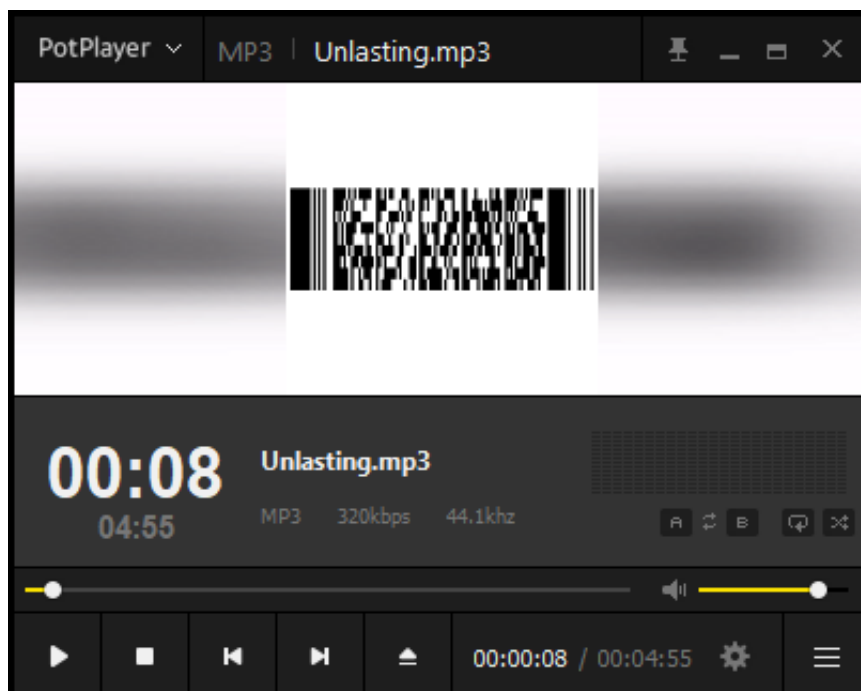 PotPlayer MP3 Unlasting.mp3
00:08 Unlasting.mp3
04:55 MP3 320kbps 44.1khz A B
00:00:08 / 00:04:55